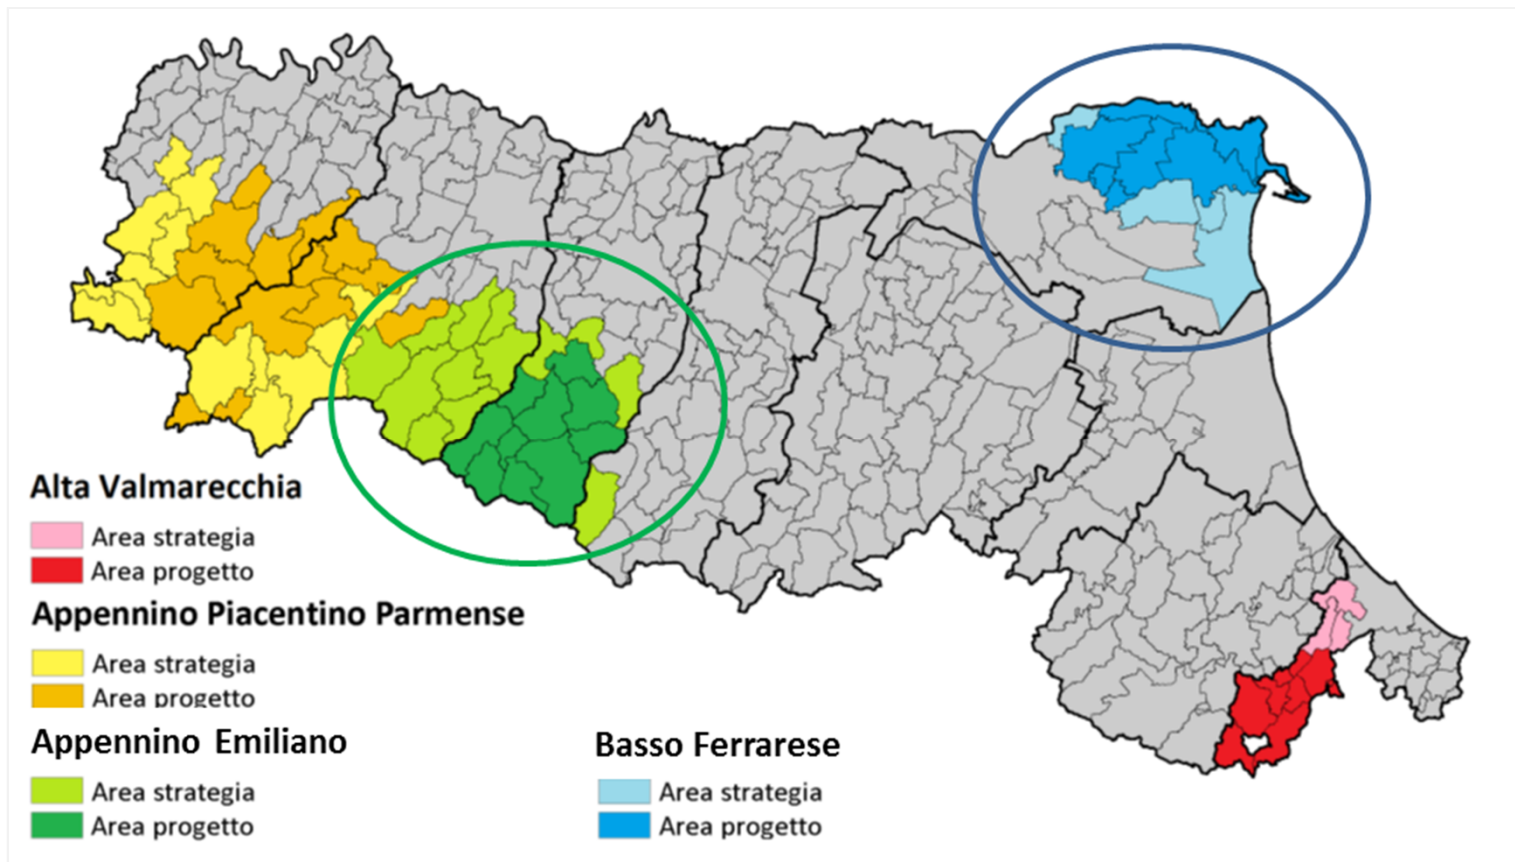 Alta Valmarecchia
Area strategia
Area progetto
Appennino Piacentino Parmense
Area strategia
Area progetto
Appennino Emiliano
Area strategia
Area progetto
Basso Ferrarese
Area strategia
Area progetto